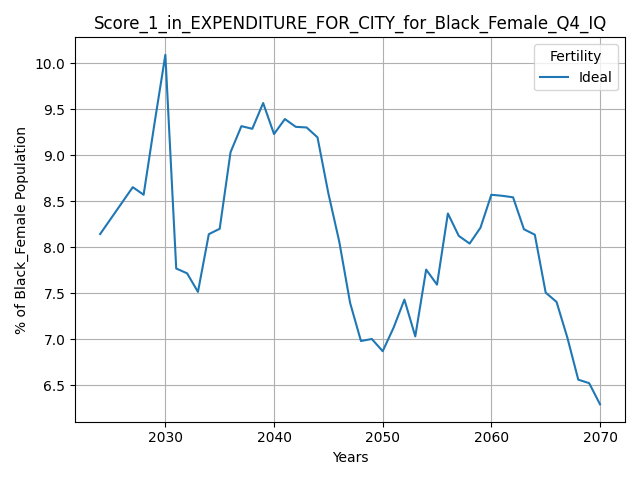 Score_1_in_EXPENDITURE_FOR_CITY_for_Black_Female_Q4_IQ
Fertility
Ideal
% of Black_Female Population
10.0
9.5
9.0
8.5
8.0
7.5
7.0
6.5
2030 2040 2050 2060 2070
Years